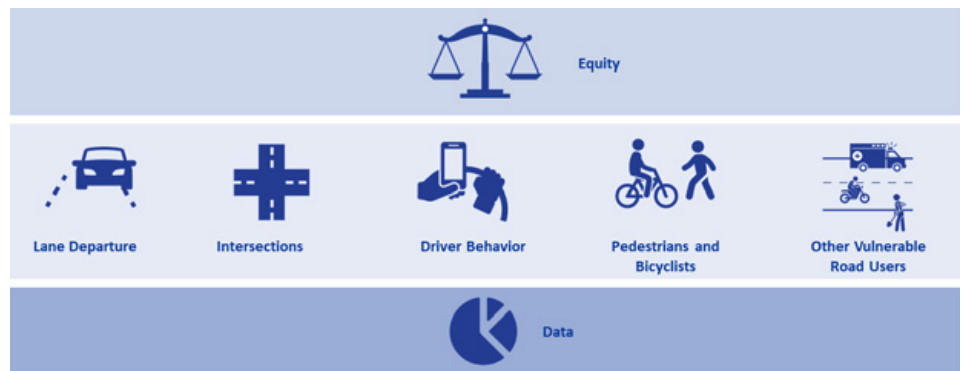 Equity
Lane Departure
Intersections
Driver Behavior
Pedestrians and
Bicyclists
Other Vulnerable
Road Users
Data